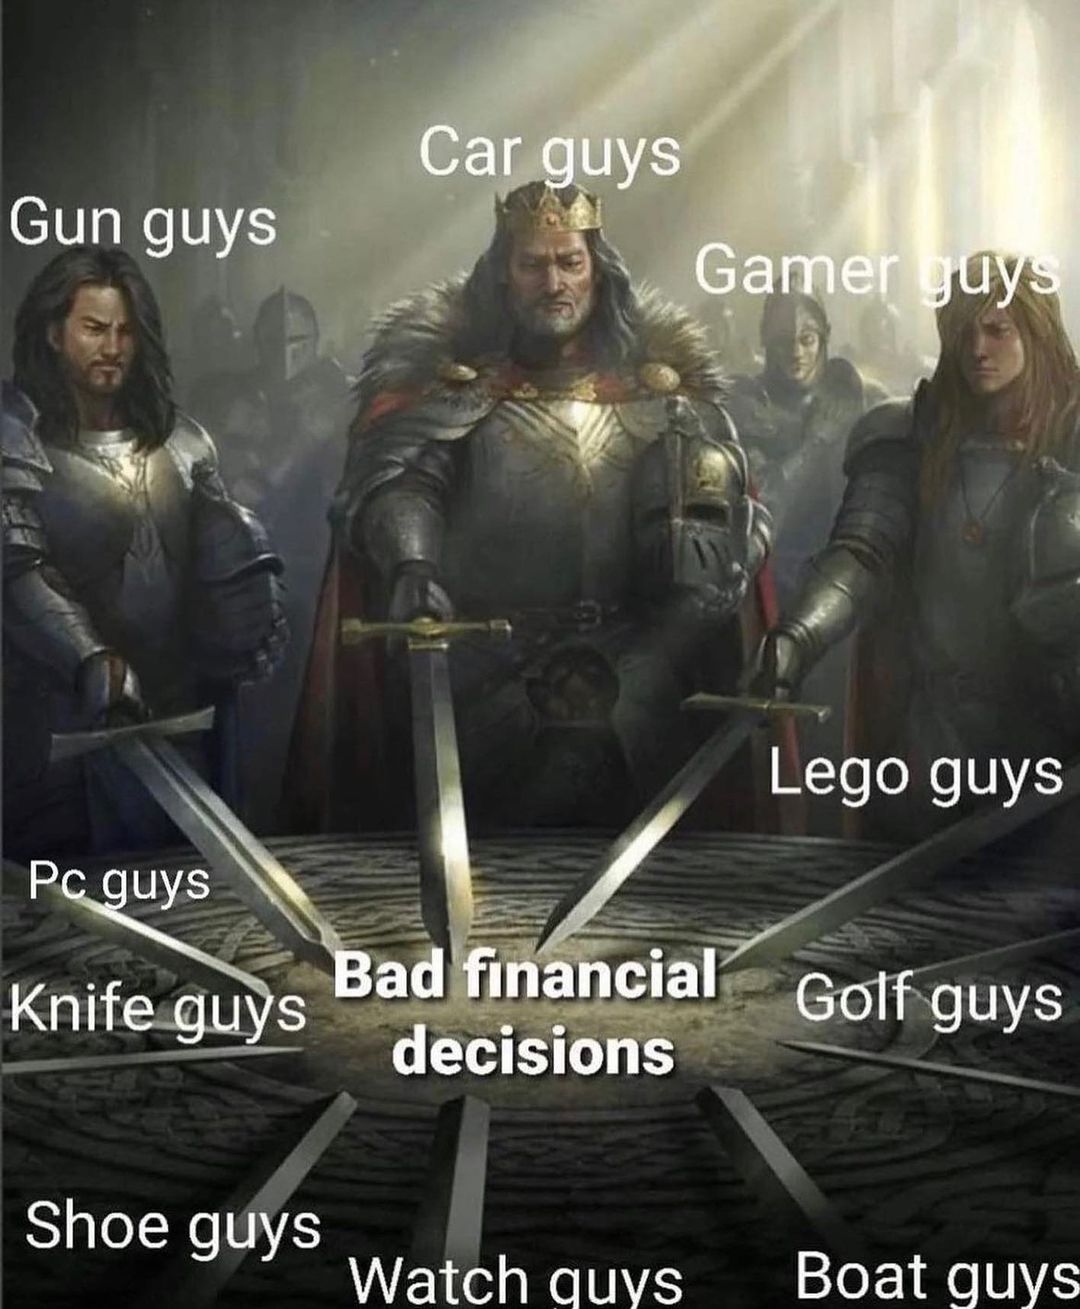 Car guys
Gun guys
Gamer guys
Lego guys
Pc guys
Bad financial
decisions
Knife guys
Golf guys
Shoe guys
Watch guys
Boat guys